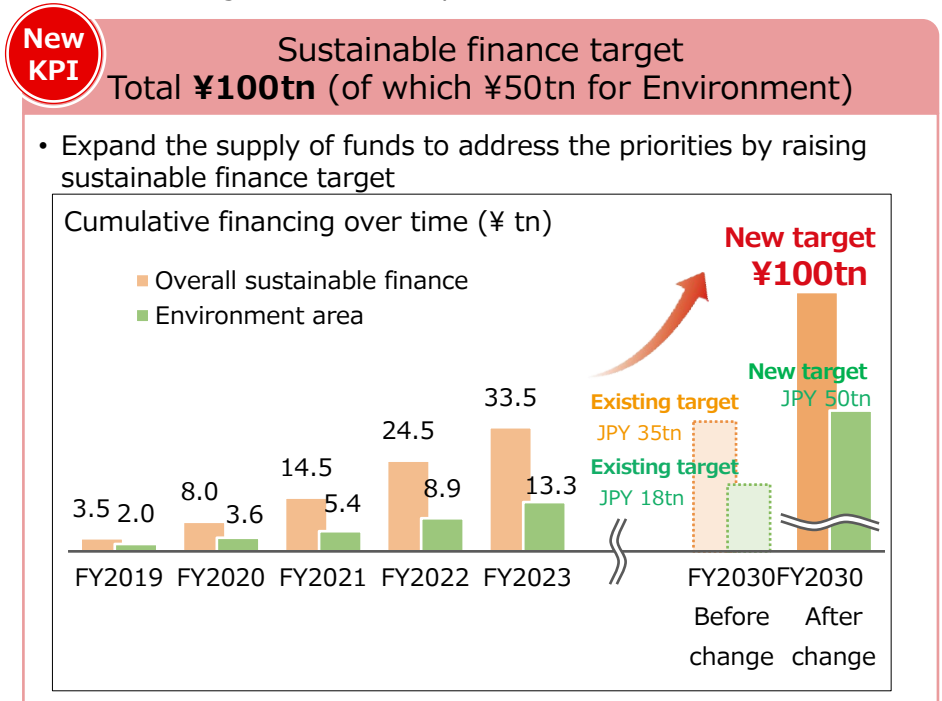 New
KPI
Sustainable finance target
Total ¥100tn (of which ¥50tn for Environment)
• Expand the supply of funds to address the priorities by raising
sustainable finance target
Cumulative financing over time (¥ tn)
Overall sustainable finance
Environment area
New target
¥100tn
New target
JPY 50tn
Existing target
JPY 35tn
Existing target
JPY 18tn
3.5 2.0
8.0 3.6
14.5 5.4
24.5 8.9
33.5 13.3
FY2019 FY2020 FY2021 FY2022 FY2023 FY2030 FY2030
Before After
change change